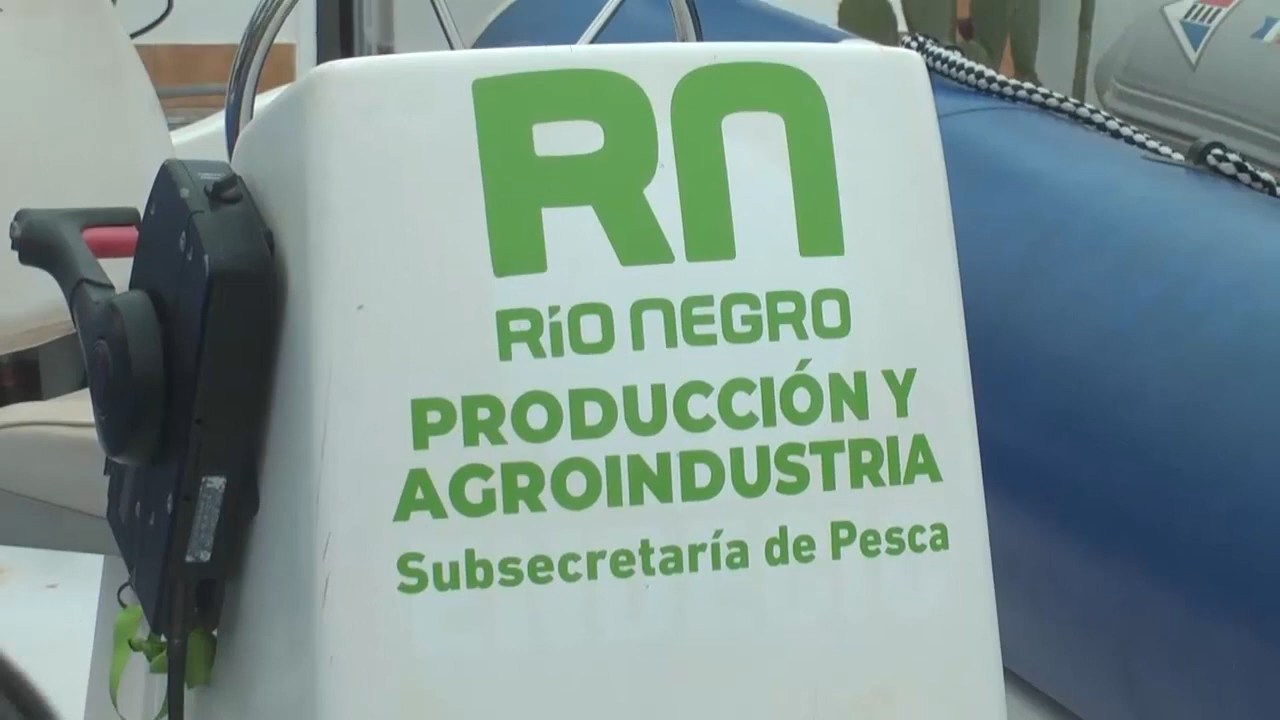 RN
RÍO NEGRO
PRODUCCIÓN Y
AGROINDUSTRIA
Subsecretaría de Pesca